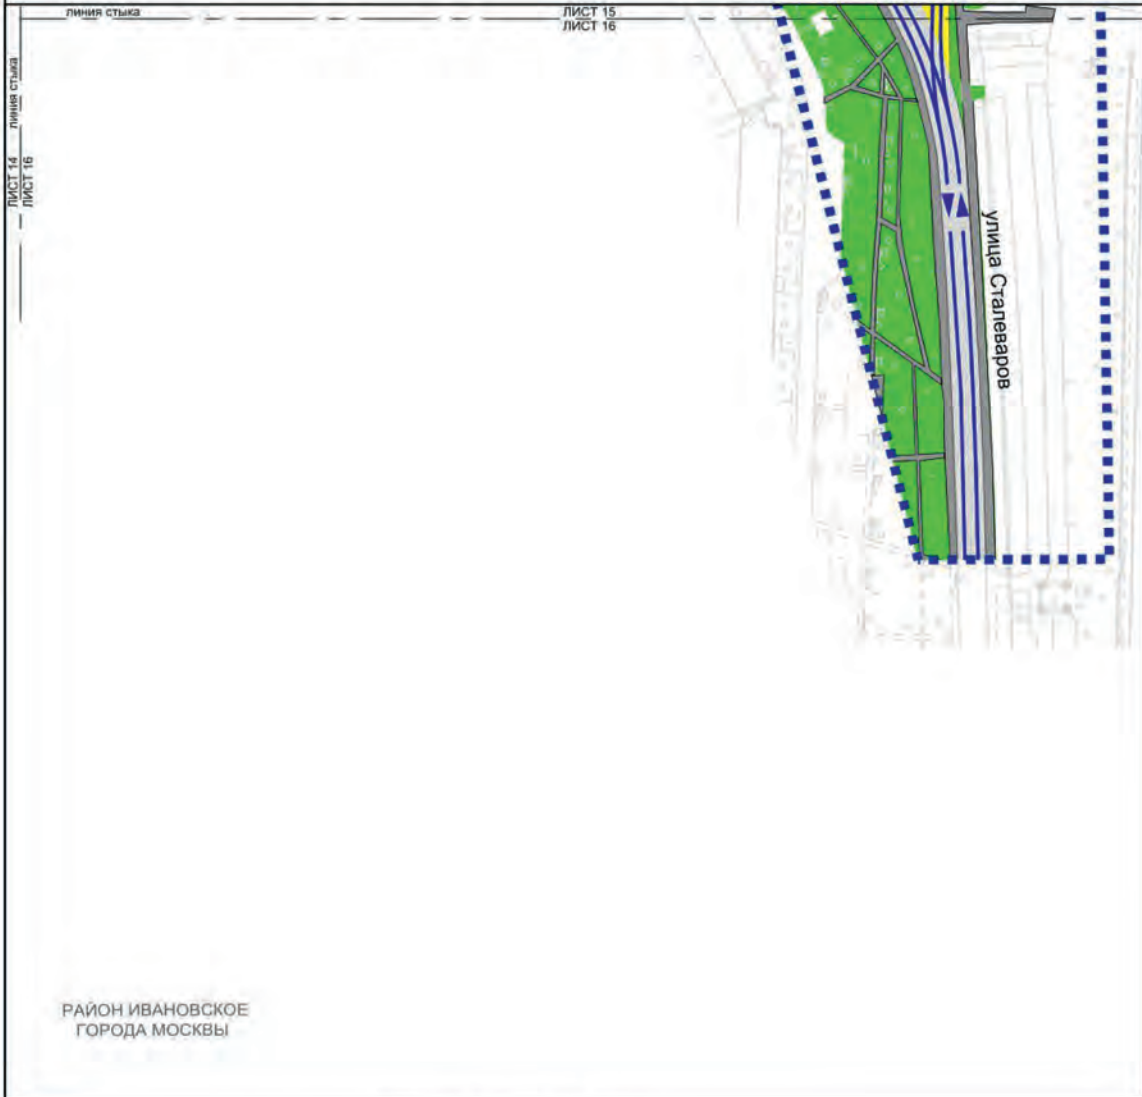 линия стыка
ЛИСТ 15
ЛИСТ 16
линия стыка
ЛИСТ 14
ЛИСТ 16
улица Сталеваров
РАЙОН ИВАНОВСКОЕ
ГОРОДА МОСКВЫ